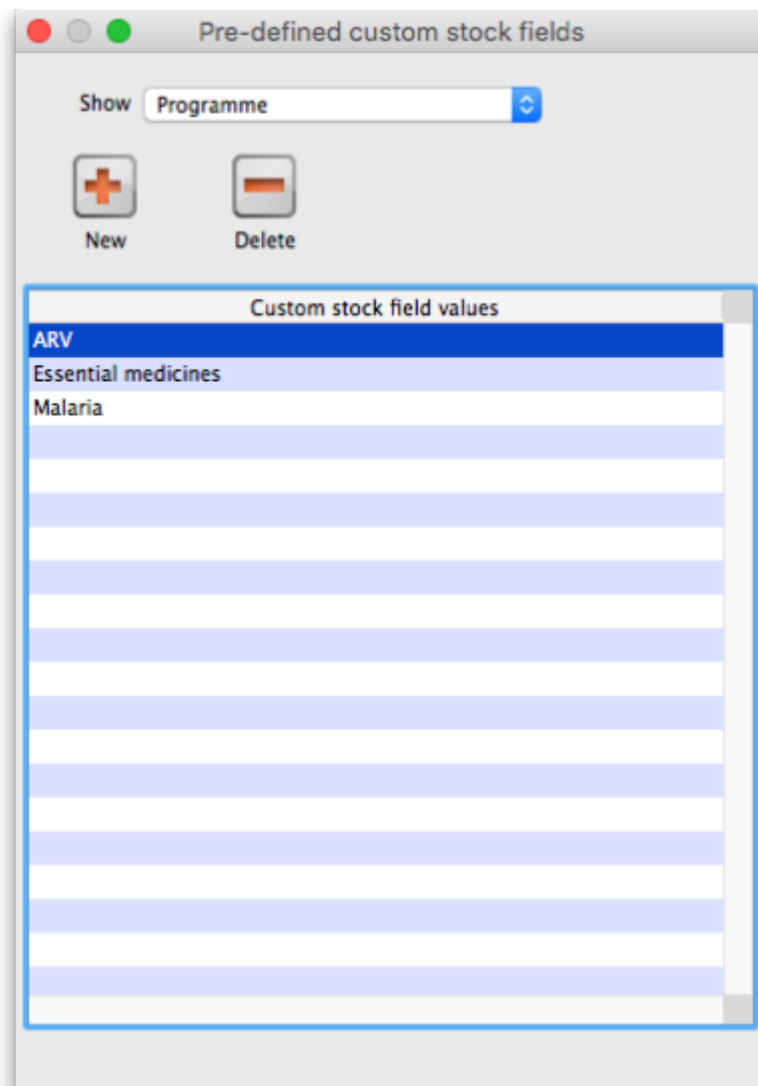 Pre-defined custom stock fields
Show Programme
New Delete
Custom stock field values
ARV
Essential medicines
Malaria